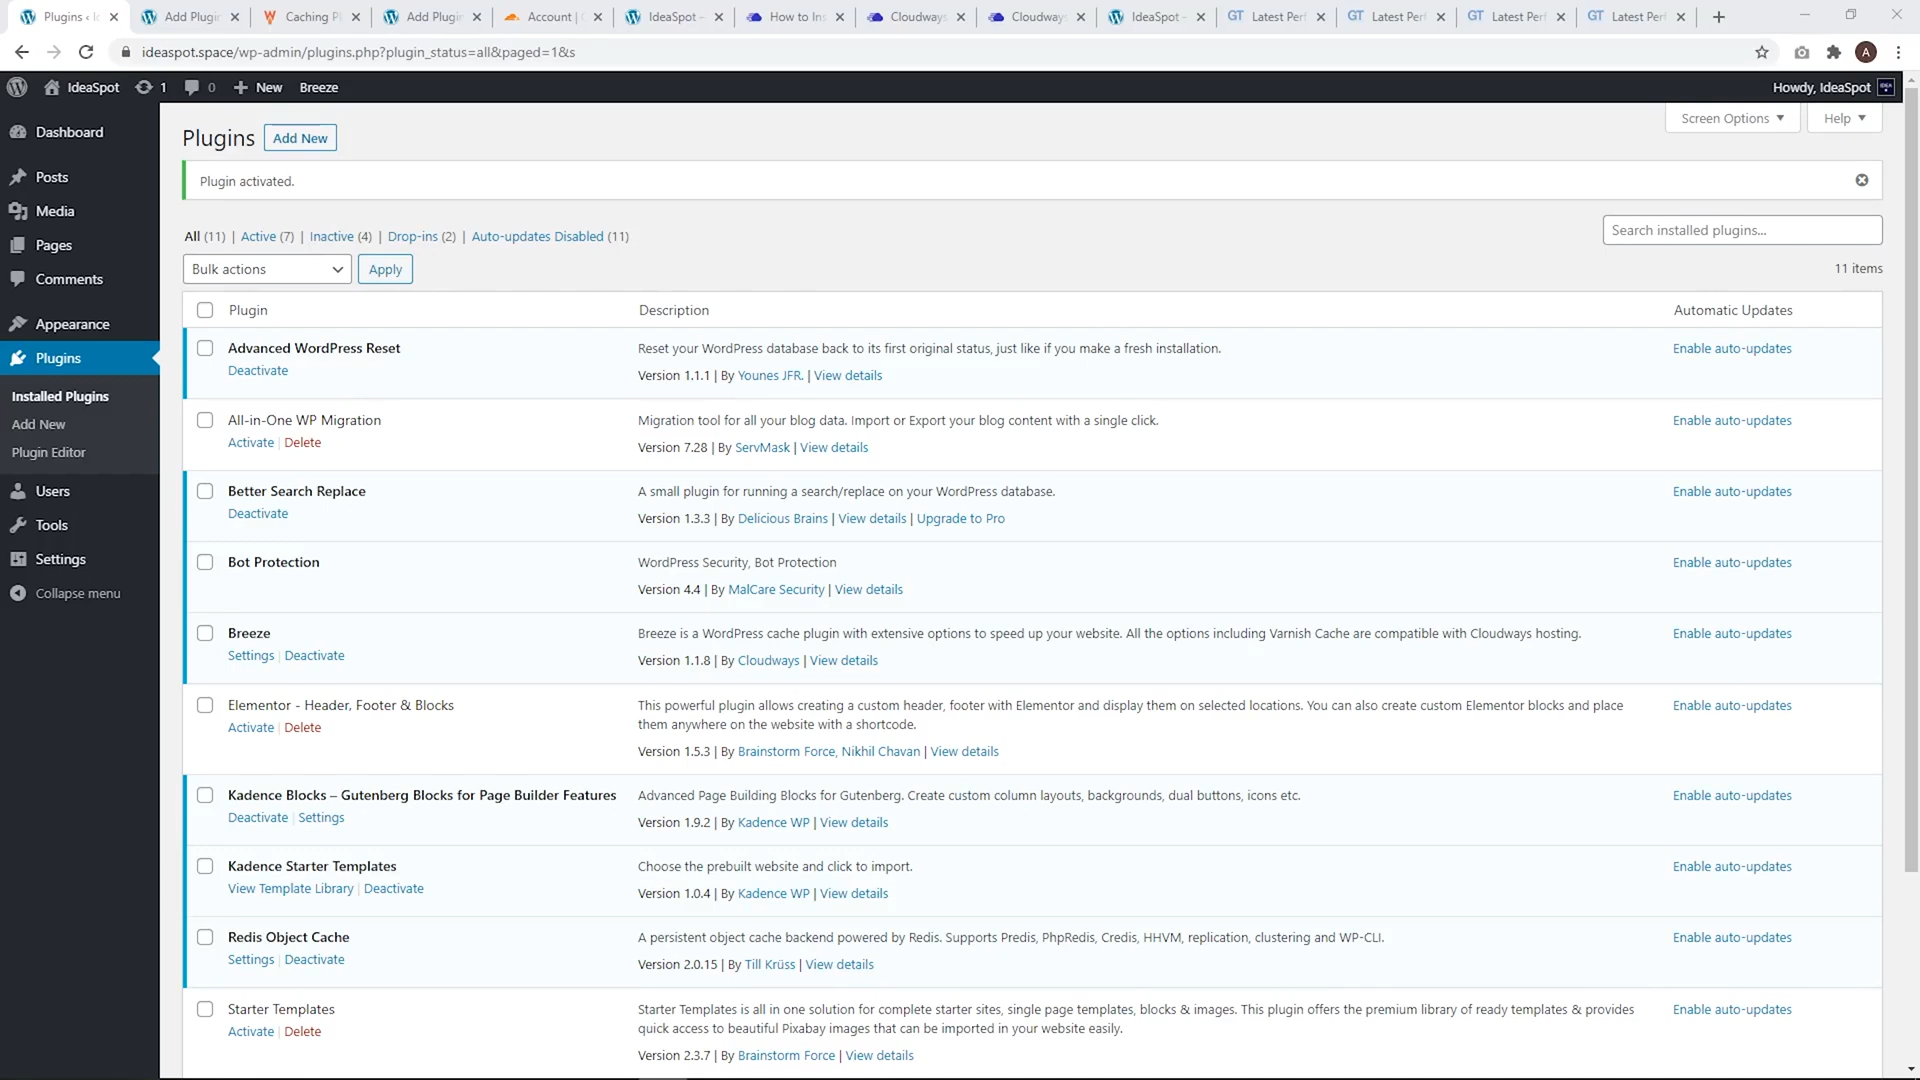 Plugins ‹ I
Add Plugin
Caching Pl
Add Plugin
Account |
IdeaSpot –
How to Ins
Cloudways
Cloudways
IdeaSpot –
GT Latest Perf
GT Latest Perf
GT Latest Perf
GT Latest Perf
ideaspot.space/wp-admin/plugins.php?plugin_status=all&paged=1&s
A
IdeaSpot 1 0 New Breeze
Howdy, IdeaSpot
Dashboard
Posts
Media
Pages
Comments
Appearance
Plugins
Installed Plugins
Add New
Plugin Editor
Users
Tools
Settings
Collapse menu
Screen Options
Help
Plugins Add New
Plugin activated.
All (11) | Active (7) | Inactive (4) | Drop-ins (2) | Auto-updates Disabled (11)
Search installed plugins...
Bulk actions Apply
11 items
Plugin Description Automatic Updates
Advanced WordPress Reset
Deactivate
Reset your WordPress database back to its first original status, just like if you make a fresh installation.
Version 1.1.1 | By Younes JFR. | View details
Enable auto-updates
All-in-One WP Migration
Activate | Delete
Migration tool for all your blog data. Import or Export your blog content with a single click.
Version 7.28 | By ServMask | View details
Enable auto-updates
Better Search Replace
Deactivate
A small plugin for running a search/replace on your WordPress database.
Version 1.3.3 | By Delicious Brains | View details | Upgrade to Pro
Enable auto-updates
Bot Protection
WordPress Security, Bot Protection
Version 4.4 | By MalCare Security | View details
Enable auto-updates
Breeze
Settings | Deactivate
Breeze is a WordPress cache plugin with extensive options to speed up your website. All the options including Varnish Cache are compatible with Cloudways hosting.
Version 1.1.8 | By Cloudways | View details
Enable auto-updates
Elementor - Header, Footer & Blocks
Activate | Delete
This powerful plugin allows creating a custom header, footer with Elementor and display them on selected locations. You can also create custom Elementor blocks and place
them anywhere on the website with a shortcode.
Version 1.5.3 | By Brainstorm Force, Nikhil Chavan | View details
Enable auto-updates
Kadence Blocks – Gutenberg Blocks for Page Builder Features
Deactivate | Settings
Advanced Page Building Blocks for Gutenberg. Create custom column layouts, backgrounds, dual buttons, icons etc.
Version 1.9.2 | By Kadence WP | View details
Enable auto-updates
Kadence Starter Templates
View Template Library | Deactivate
Choose the prebuilt website and click to import.
Version 1.0.4 | By Kadence WP | View details
Enable auto-updates
Redis Object Cache
Settings | Deactivate
A persistent object cache backend powered by Redis. Supports Predis, PhpRedis, Credis, HHVM, replication, clustering and WP-CLI.
Version 2.0.15 | By Till Krüss | View details
Enable auto-updates
Starter Templates
Activate | Delete
Starter Templates is all in one solution for complete starter sites, single page templates, blocks & images. This plugin offers the premium library of ready templates & provides
quick access to beautiful Pixabay images that can be imported in your website easily.
Version 2.3.7 | By Brainstorm Force | View details
Enable auto-updates